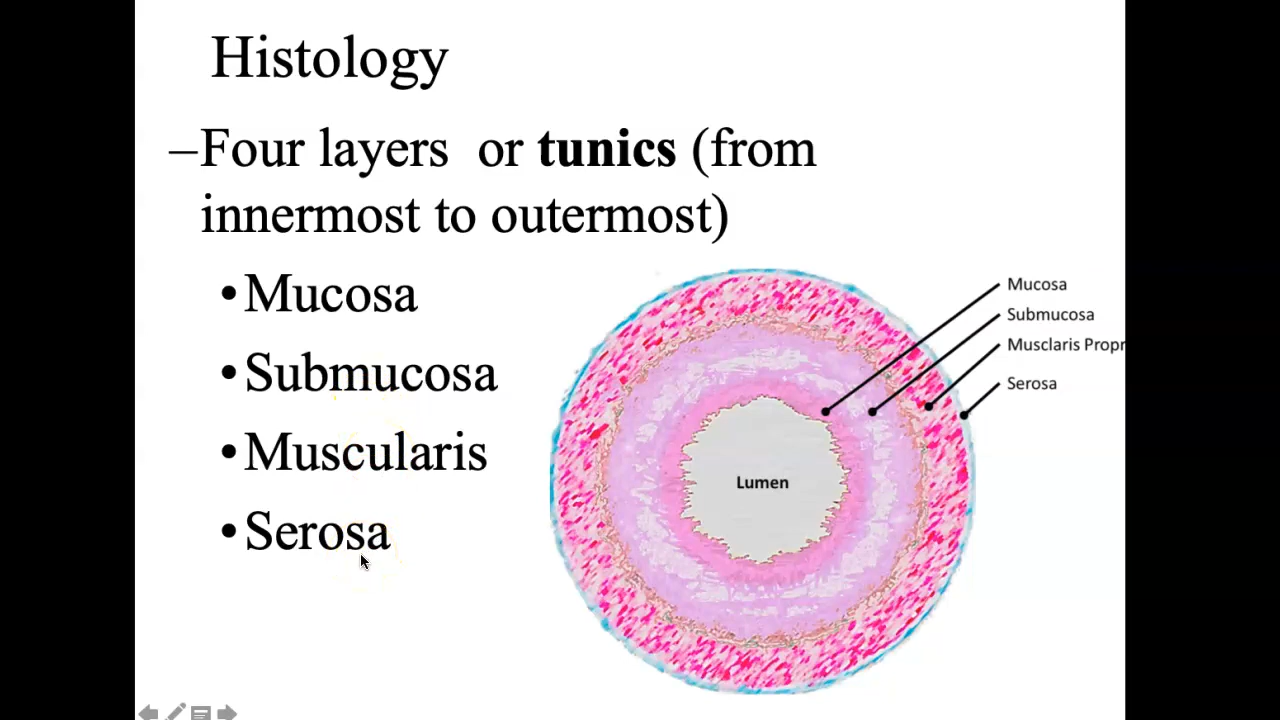 Histology
–Four layers or tunics (from
innermost to outermost)
•Mucosa
•Submucosa
•Muscularis
•Serosa
Mucosa
Submucosa
Musclaris Propr
Serosa
Lumen